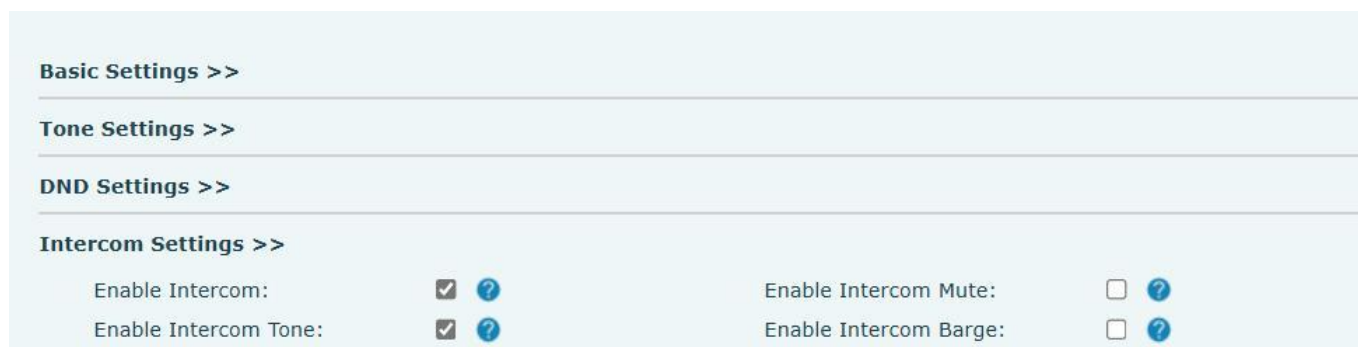 Basic Settings >>
Tone Settings >>
DND Settings >>
Intercom Settings >>
Enable Intercom: ? Enable Intercom Mute: ?
Enable Intercom Tone: ? Enable Intercom Barge: ?